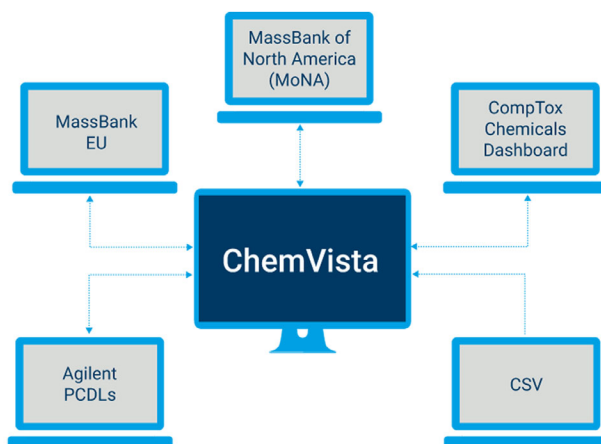 MassBank of
North America
(MoNA)
MassBank
EU
CompTox
Chemicals
Dashboard
ChemVista
Agilent
PCDLs
CSV